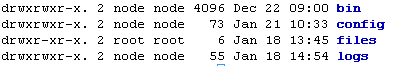 drwxrwxr-x. 2 node node 4096 Dec 22 09:00 bin
drwxrwxr-x. 2 node node   73 Jan 21 10:33 config
drwxr-xr-x. 2 root root    6 Jan 18 13:45 files
drwxrwxr-x. 2 node node   55 Jan 18 14:54 logs